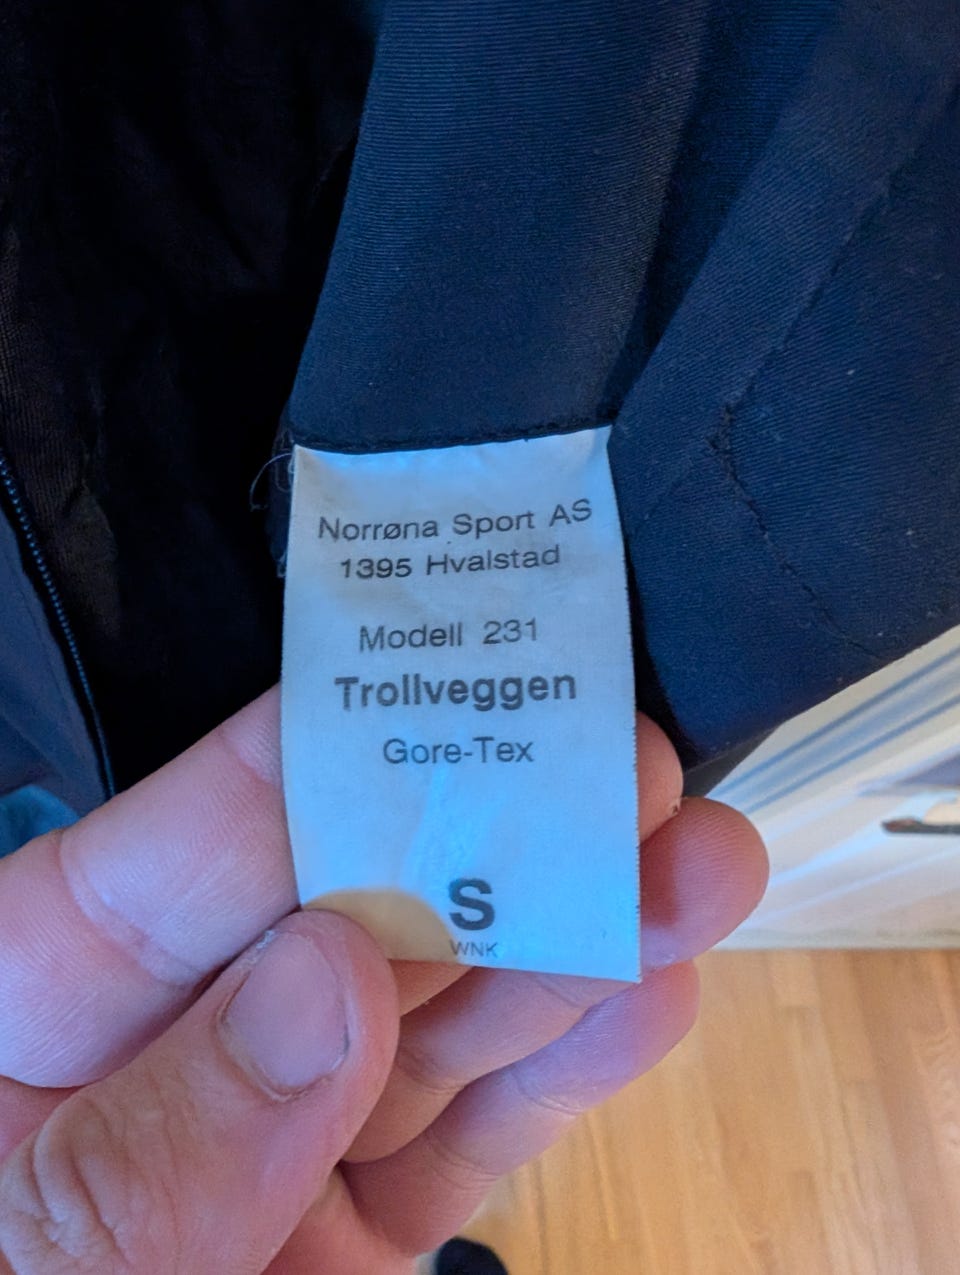 Norrøna Sport AS
1395 Hvalstad
Modell 231
Trollveggen
Gore-Tex
S
WNK